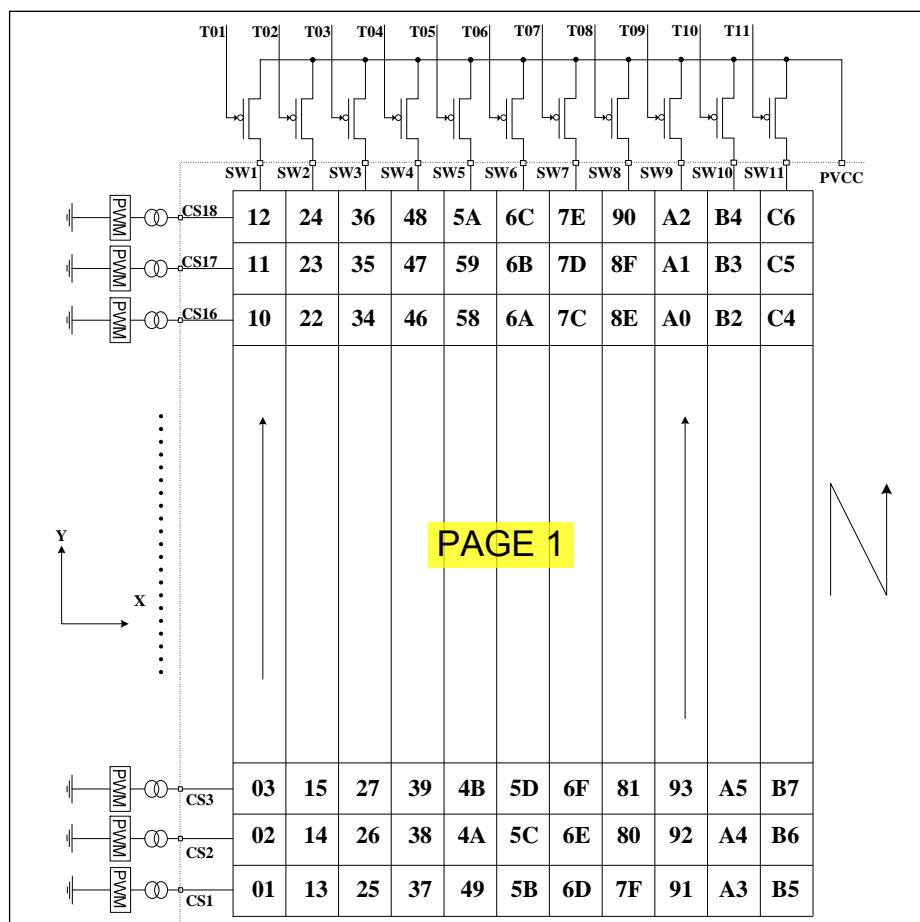 T01 T02 T03 T04 T05 T06 T07 T08 T09 T10 T11
SW1 SW2 SW3 SW4 SW5 SW6 SW7 SW8 SW9 SW10 SW11 PVCC
PWM CS18 12 24 36 48 5A 6C 7E 90 A2 B4 C6
PWM CS17 11 23 35 47 59 6B 7D 8F A1 B3 C5
PWM CS16 10 22 34 46 58 6A 7C 8E A0 B2 C4
PAGE 1
Y
X
PWM CS3 03 15 27 39 4B 5D 6F 81 93 A5 B7
PWM CS2 02 14 26 38 4A 5C 6E 80 92 A4 B6
PWM CS1 01 13 25 37 49 5B 6D 7F 91 A3 B5